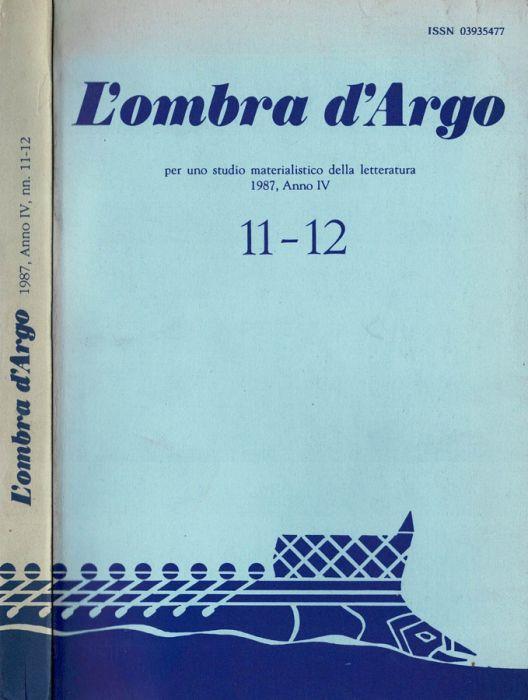 ISSN 03935477
L'ombra d'Argo
per uno studio materialistico della letteratura
1987, Anno IV
11-12
L'ombra d'Argo 1987, Anno IV, nn. 11-12